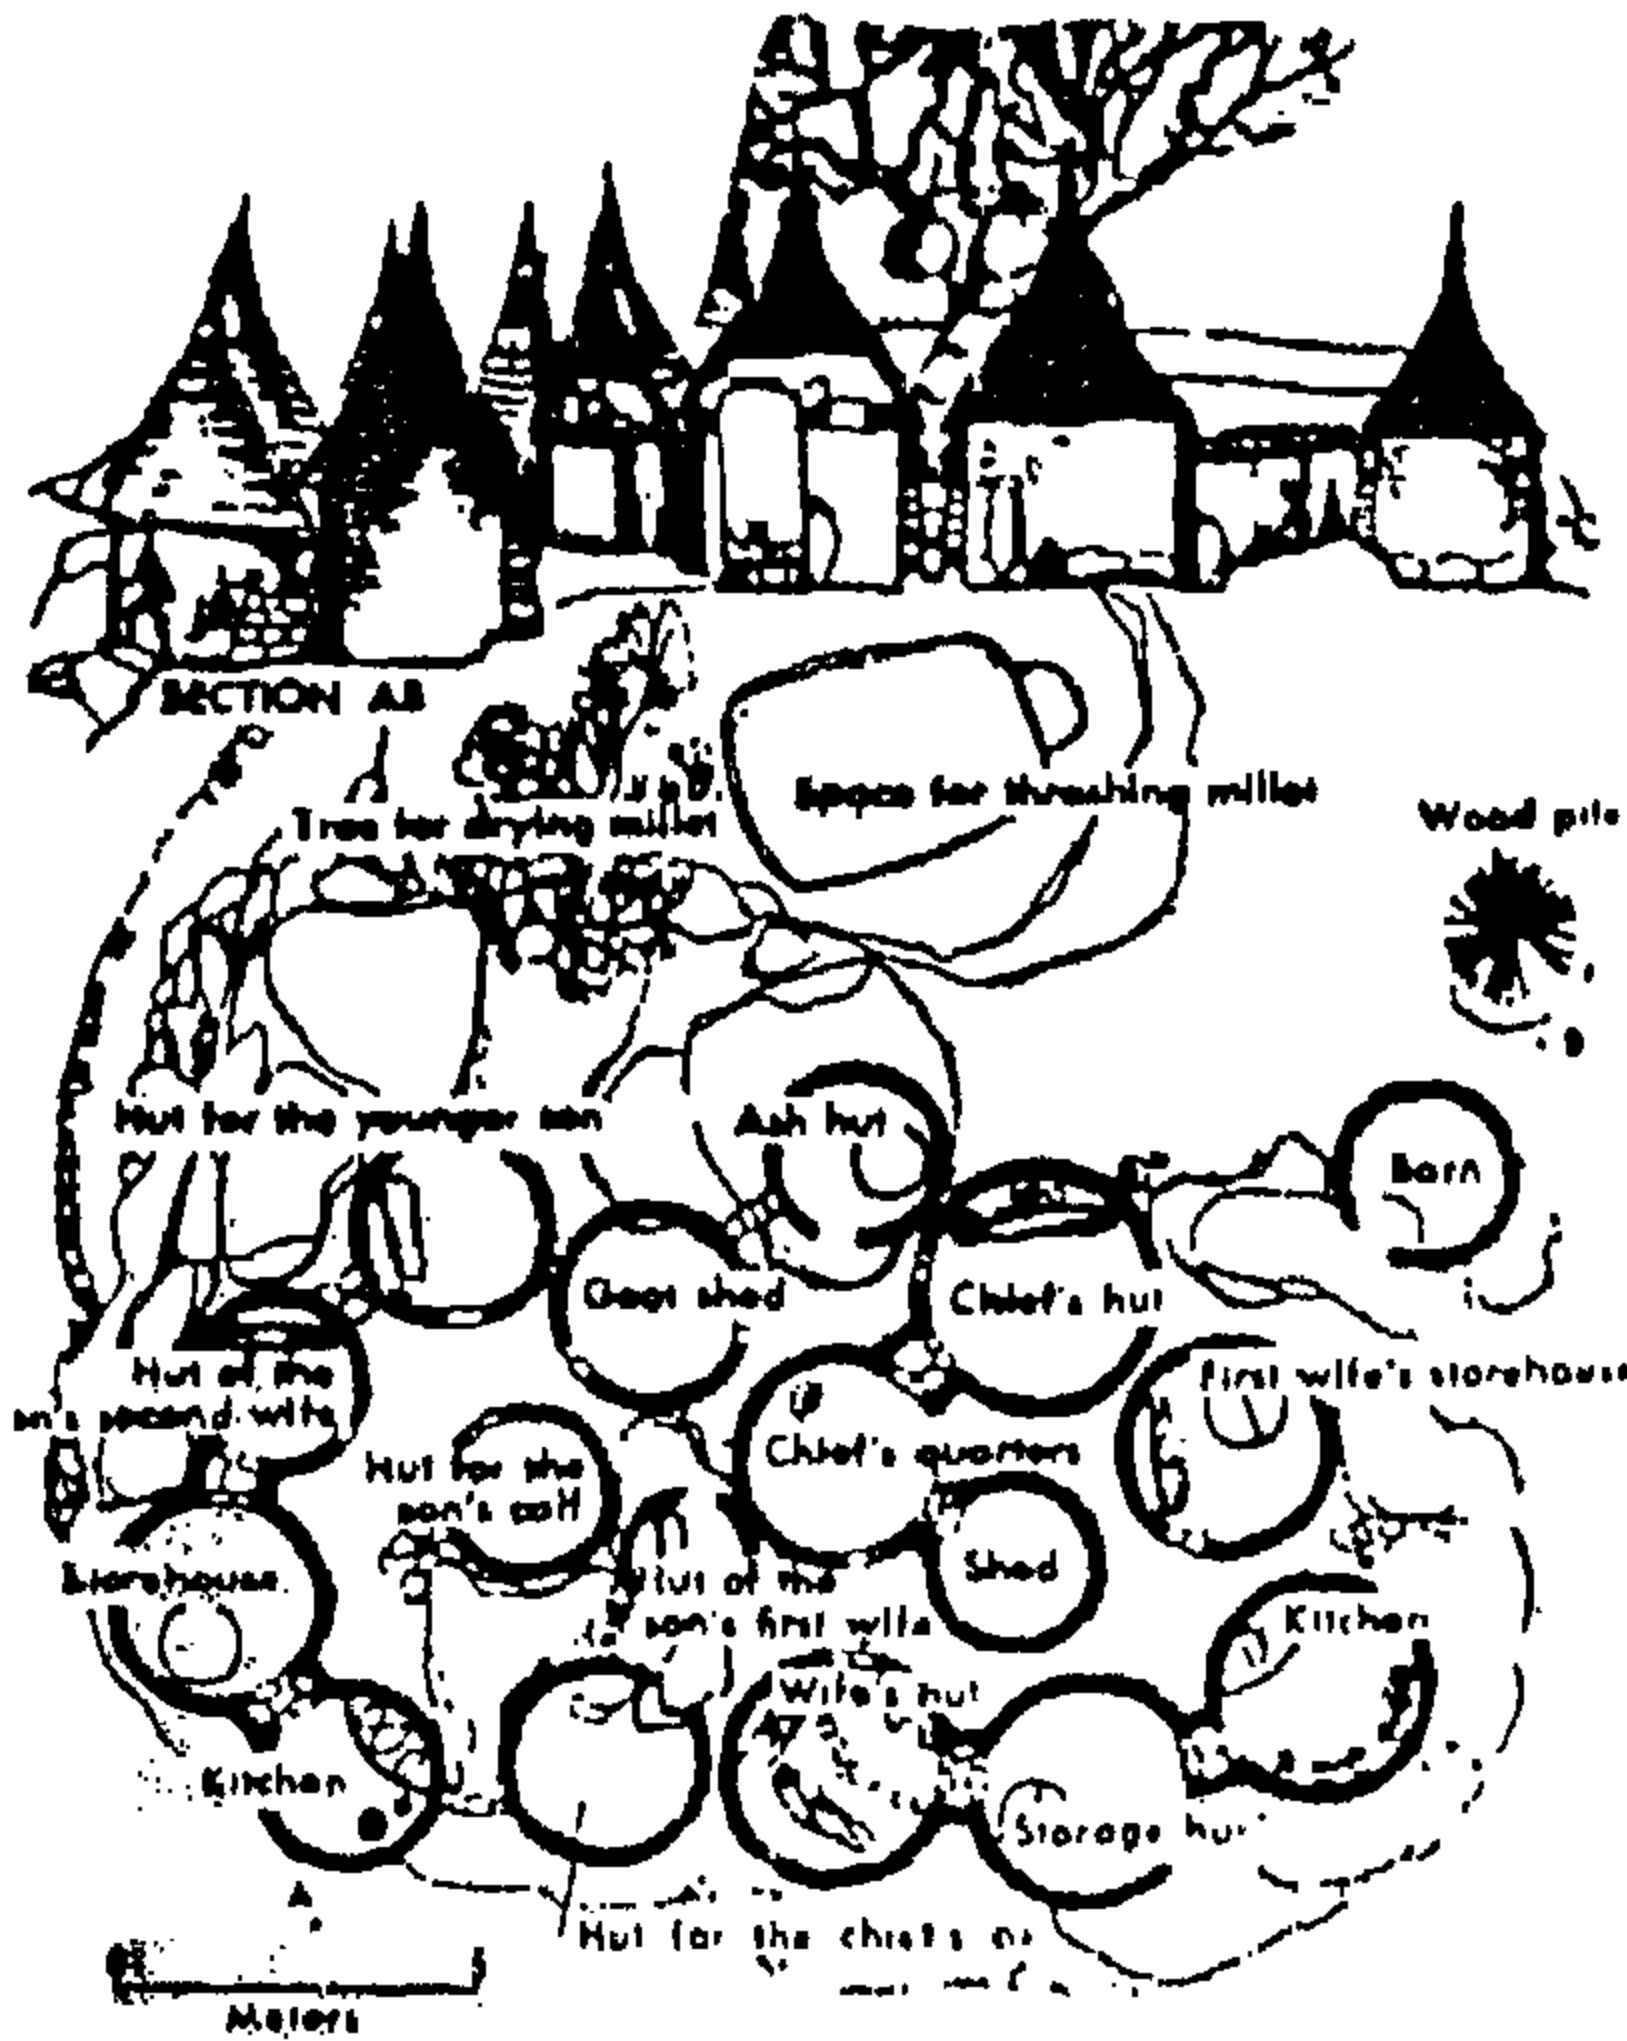 SECTION AB
Tree for drying millet
Space for thrashing millet
Wood pile
Hut for the younger son
Ash hut
Barn
Goat shed
Chief's hut
Hut of the
son's second wife
First wife's storehouse
Hut for the
son's calf
Chief's quarters
Storehouse
Hut of the
son's first wife
Shed
Kitchen
Wife's hut
Kitchen
Storage hut
Hut for the chief's
5
Meters